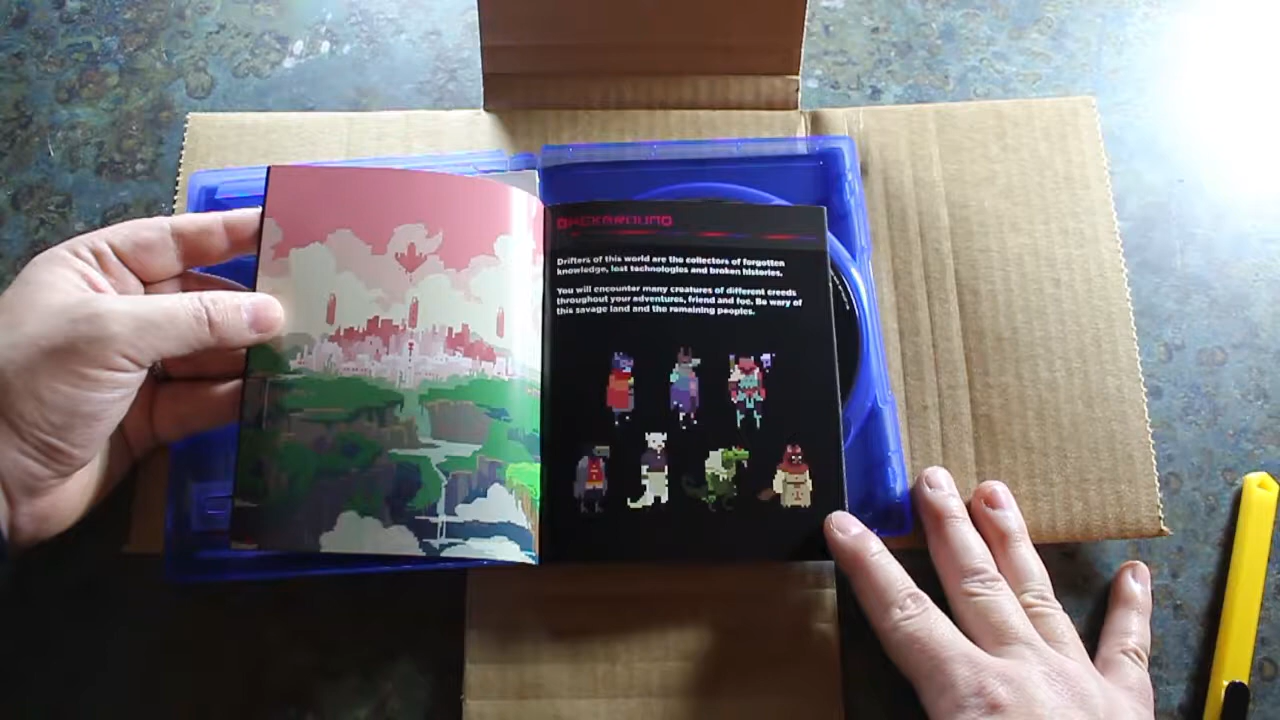 BACKGROUND
Drifters of this world are the collectors of forgotten
knowledge, lost technologies and broken histories.
You will encounter many creatures of different creeds
throughout your adventures, friend and foe. Be wary of
this savage land and the remaining peoples.